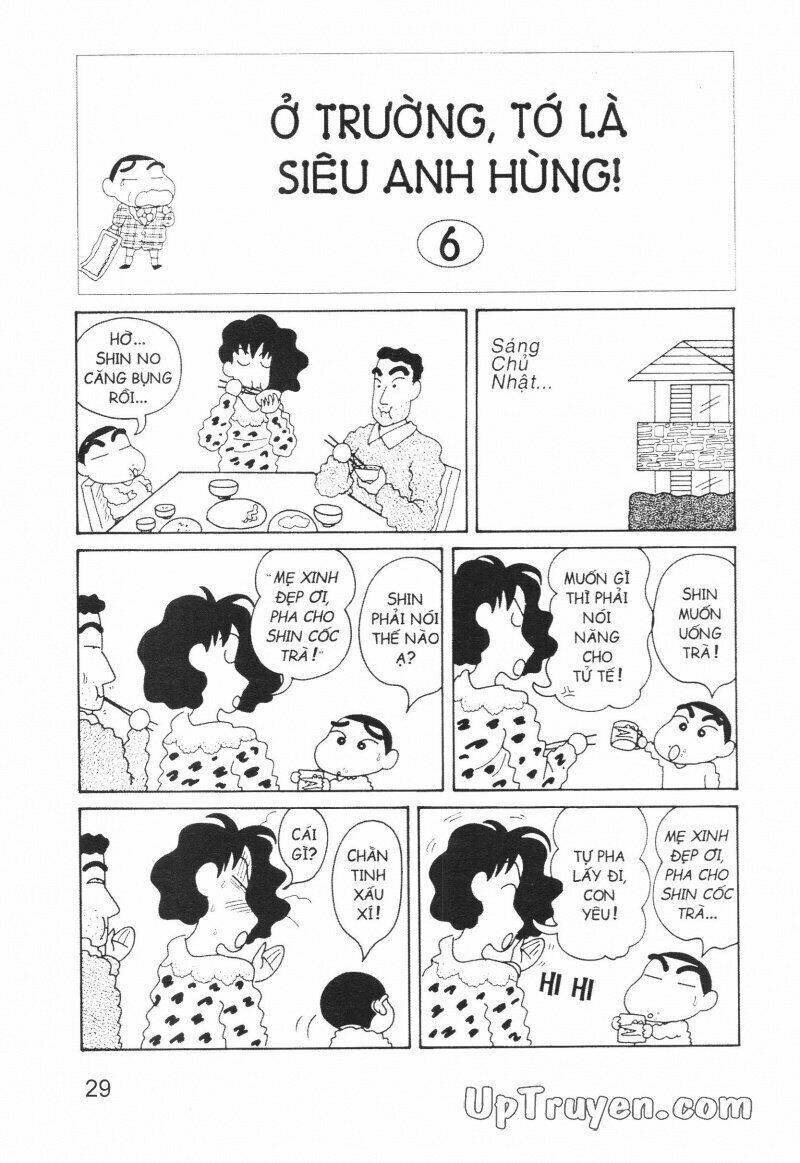 Ở TRƯỜNG, TỚ LÀ
SIÊU ANH HÙNG!
6
Sáng
Chủ
Nhật...
HỜ...
SHIN NO
CĂNG BỤNG
RỒI...
SHIN
MUỐN
UỐNG
TRÀ!
MUỐN GÌ
THÌ PHẢI
NÓI
NĂNG CHO
TỬ TẾ!
SHIN
PHẢI NÓI
THẾ NÀO
Ạ?
"MẸ XINH
ĐẸP ƠI,
PHA CHO
SHIN CỐC
TRÀ!"
MẸ XINH
ĐẸP ƠI,
PHA CHO
SHIN CỐC
TRÀ...
TỰ PHA
LẤY ĐI,
CON
YÊU!
HI HI
CHẰN
TINH
XẤU
XÍ!
CÁI
GÌ?
29
UpTruyen.com